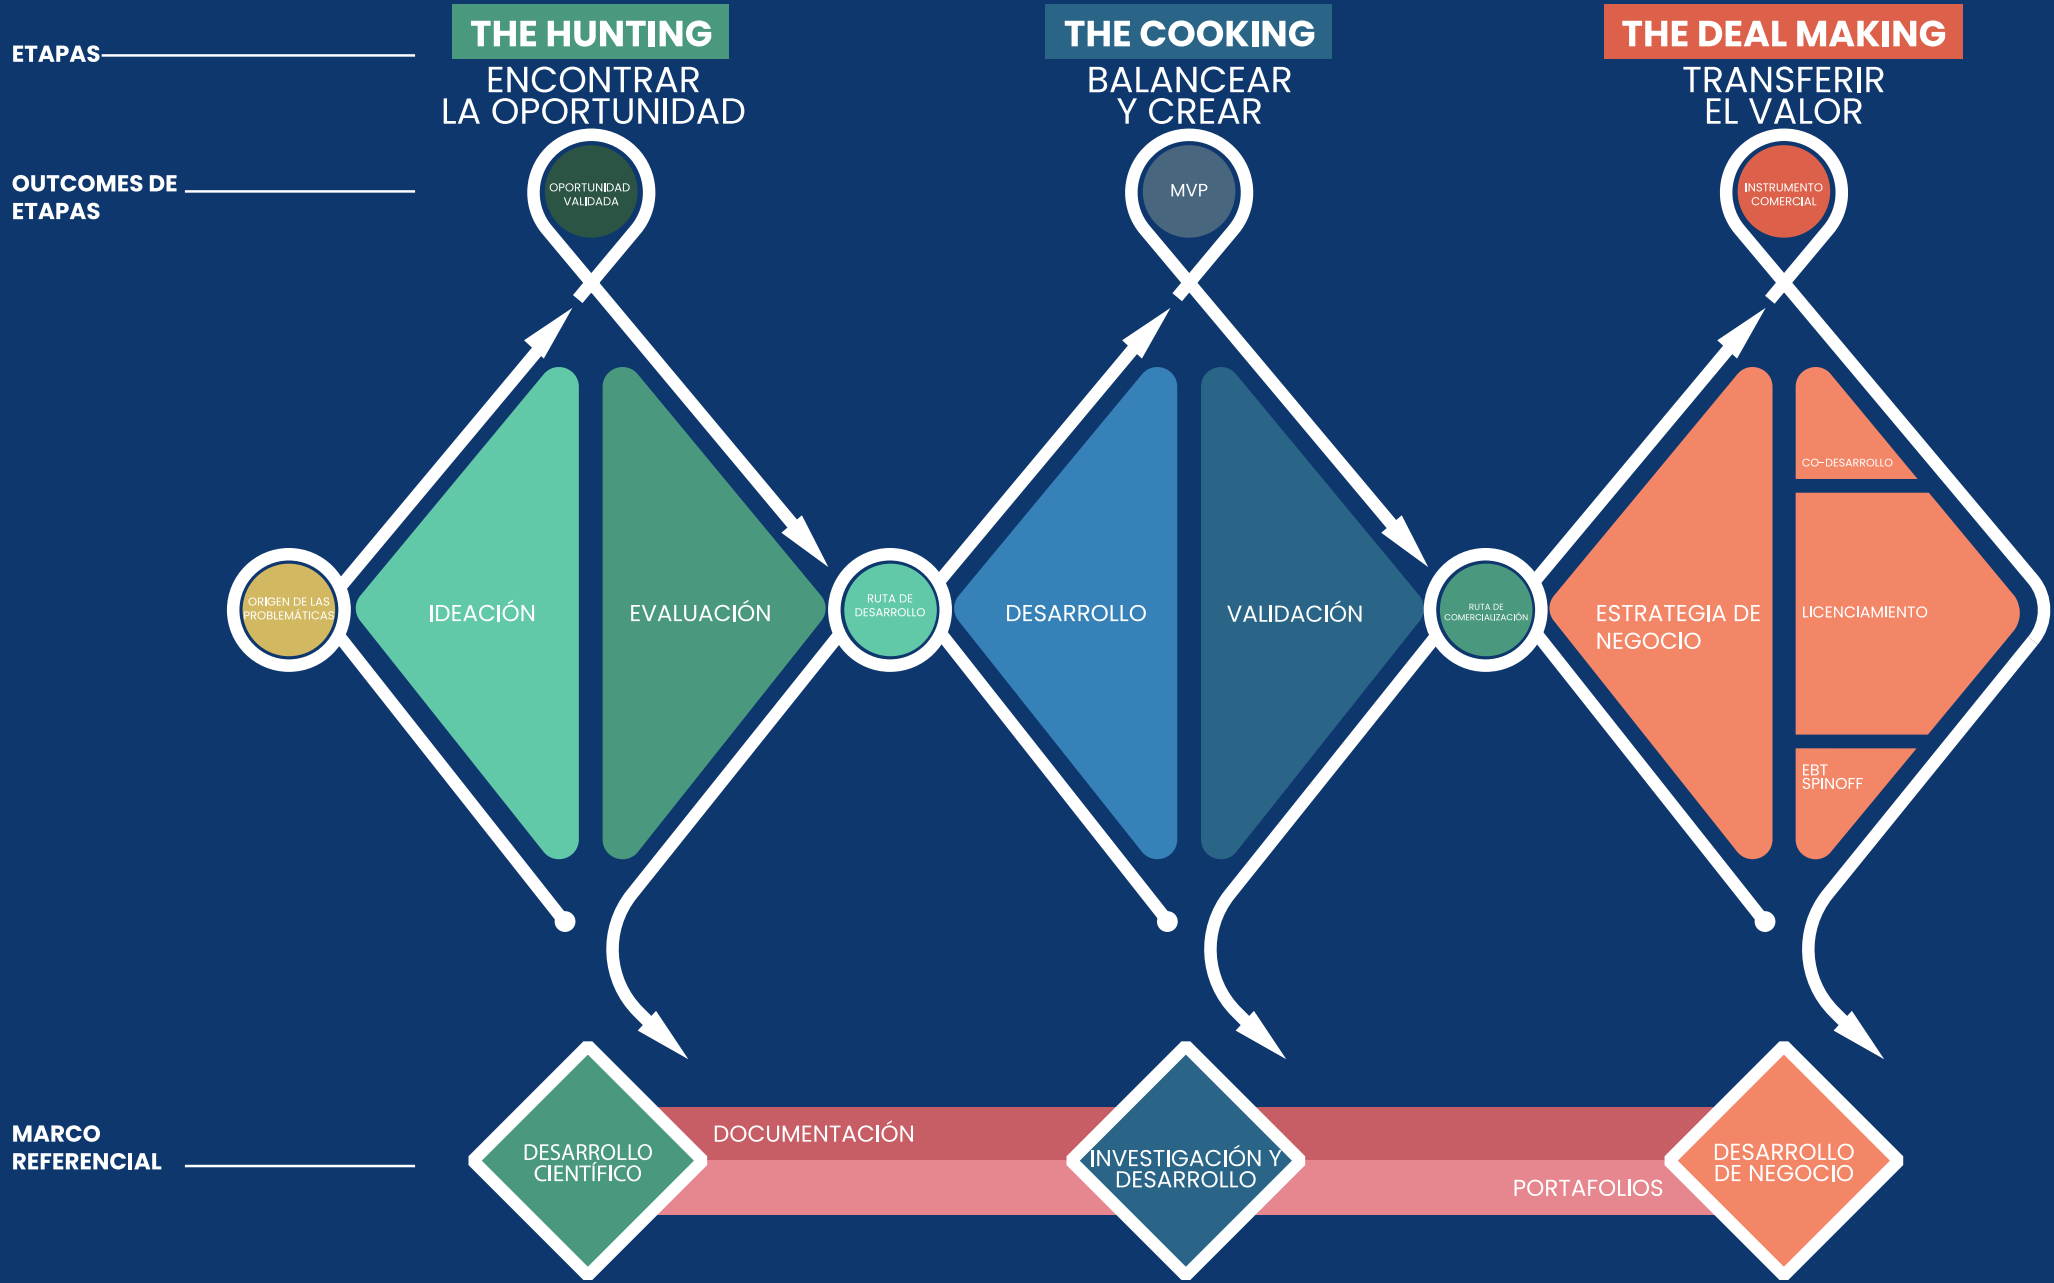 ETAPAS
THE HUNTING
ENCONTRAR
LA OPORTUNIDAD
THE COOKING
BALANCEAR
Y CREAR
THE DEAL MAKING
TRANSFERIR
EL VALOR
OUTCOMES DE
ETAPAS
OPORTUNIDAD
VALIDADA
MVP
INSTRUMENTO
COMERCIAL
ORIGEN DE LAS
PROBLEMÁTICAS
IDEACIÓN
EVALUACIÓN
RUTA DE
DESARROLLO
DESARROLLO
VALIDACIÓN
RUTA DE
COMERCIALIZACIÓN
ESTRATEGIA DE
NEGOCIO
CO-DESARROLLO
LICENCIAMIENTO
EBT
SPINOFF
MARCO
REFERENCIAL
DESARROLLO
CIENTÍFICO
DOCUMENTACIÓN
INVESTIGACIÓN Y
DESARROLLO
PORTAFOLIOS
DESARROLLO
DE NEGOCIO